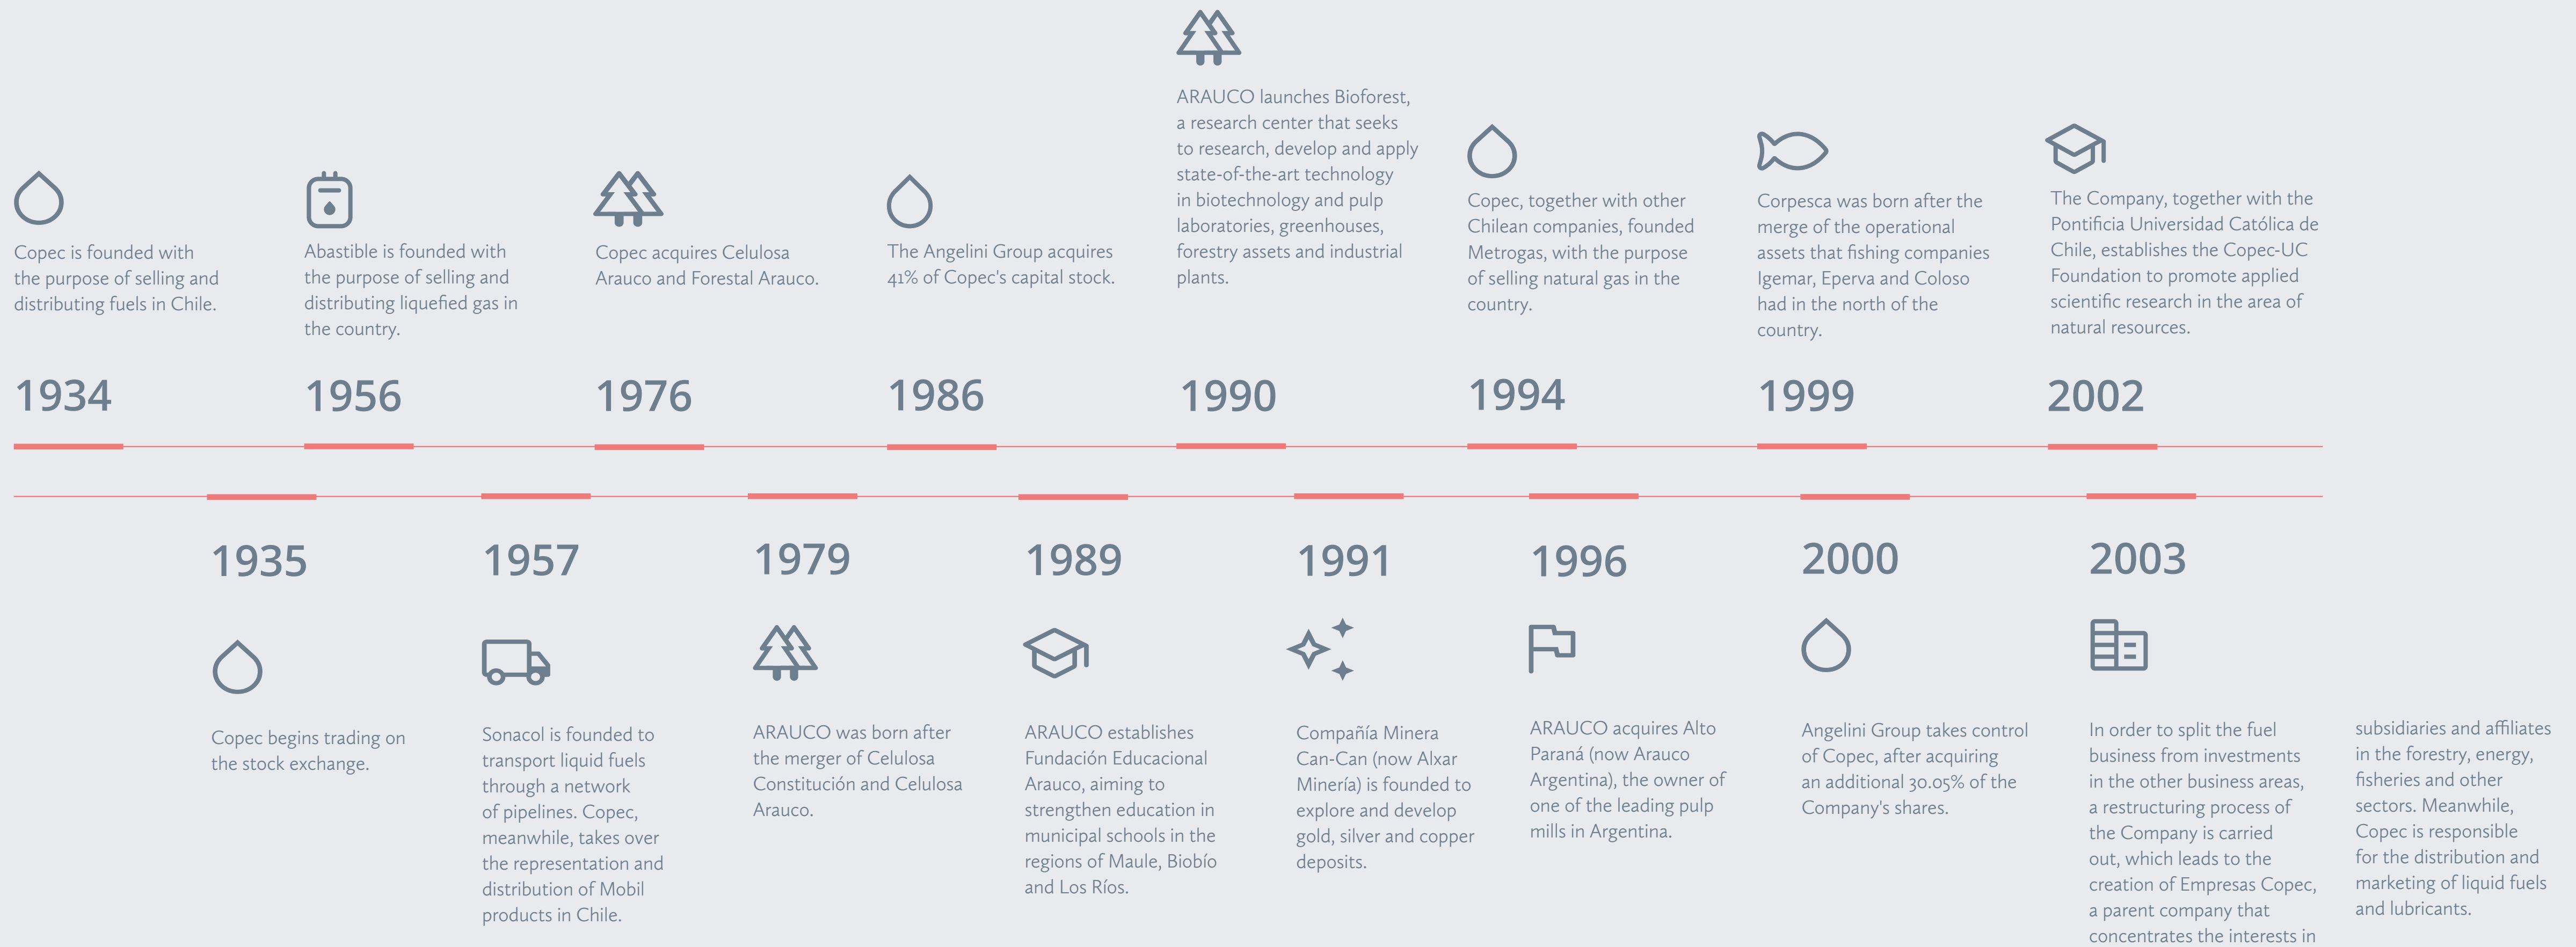 Copec is founded with
the purpose of selling and
distributing fuels in Chile.
1934
Abastible is founded with
the purpose of selling and
distributing liquefied gas in
the country.
1956
Copec acquires Celulosa
Arauco and Forestal Arauco.
1976
The Angelini Group acquires
41% of Copec's capital stock.
1986
ARAUCO launches Bioforest,
a research center that seeks
to research, develop and apply
state-of-the-art technology
in biotechnology and pulp
laboratories, greenhouses,
forestry assets and industrial
plants.
1990
Copec, together with other
Chilean companies, founded
Metrogas, with the purpose
of selling natural gas in the
country.
1994
Corpesca was born after the
merge of the operational
assets that fishing companies
Igemar, Eperva and Coloso
had in the north of the
country.
1999
The Company, together with the
Pontificia Universidad Católica de
Chile, establishes the Copec-UC
Foundation to promote applied
scientific research in the area of
natural resources.
2002
1935
Copec begins trading on
the stock exchange.
1957
Sonacol is founded to
transport liquid fuels
through a network
of pipelines. Copec,
meanwhile, takes over
the representation and
distribution of Mobil
products in Chile.
1979
ARAUCO was born after
the merger of Celulosa
Constitución and Celulosa
Arauco.
1989
ARAUCO establishes
Fundación Educacional
Arauco, aiming to
strengthen education in
municipal schools in the
regions of Maule, Biobío
and Los Ríos.
1991
Compañía Minera
Can-Can (now Alxar
Minería) is founded to
explore and develop
gold, silver and copper
deposits.
1996
ARAUCO acquires Alto
Paraná (now Arauco
Argentina), the owner of
one of the leading pulp
mills in Argentina.
2000
Angelini Group takes control
of Copec, after acquiring
an additional 30.05% of the
Company's shares.
2003
In order to split the fuel
business from investments
in the other business areas,
a restructuring process of
the Company is carried
out, which leads to the
creation of Empresas Copec,
a parent company that
concentrates the interests in
subsidiaries and affiliates
in the forestry, energy,
fisheries and other
sectors. Meanwhile,
Copec is responsible
for the distribution and
marketing of liquid fuels
and lubricants.